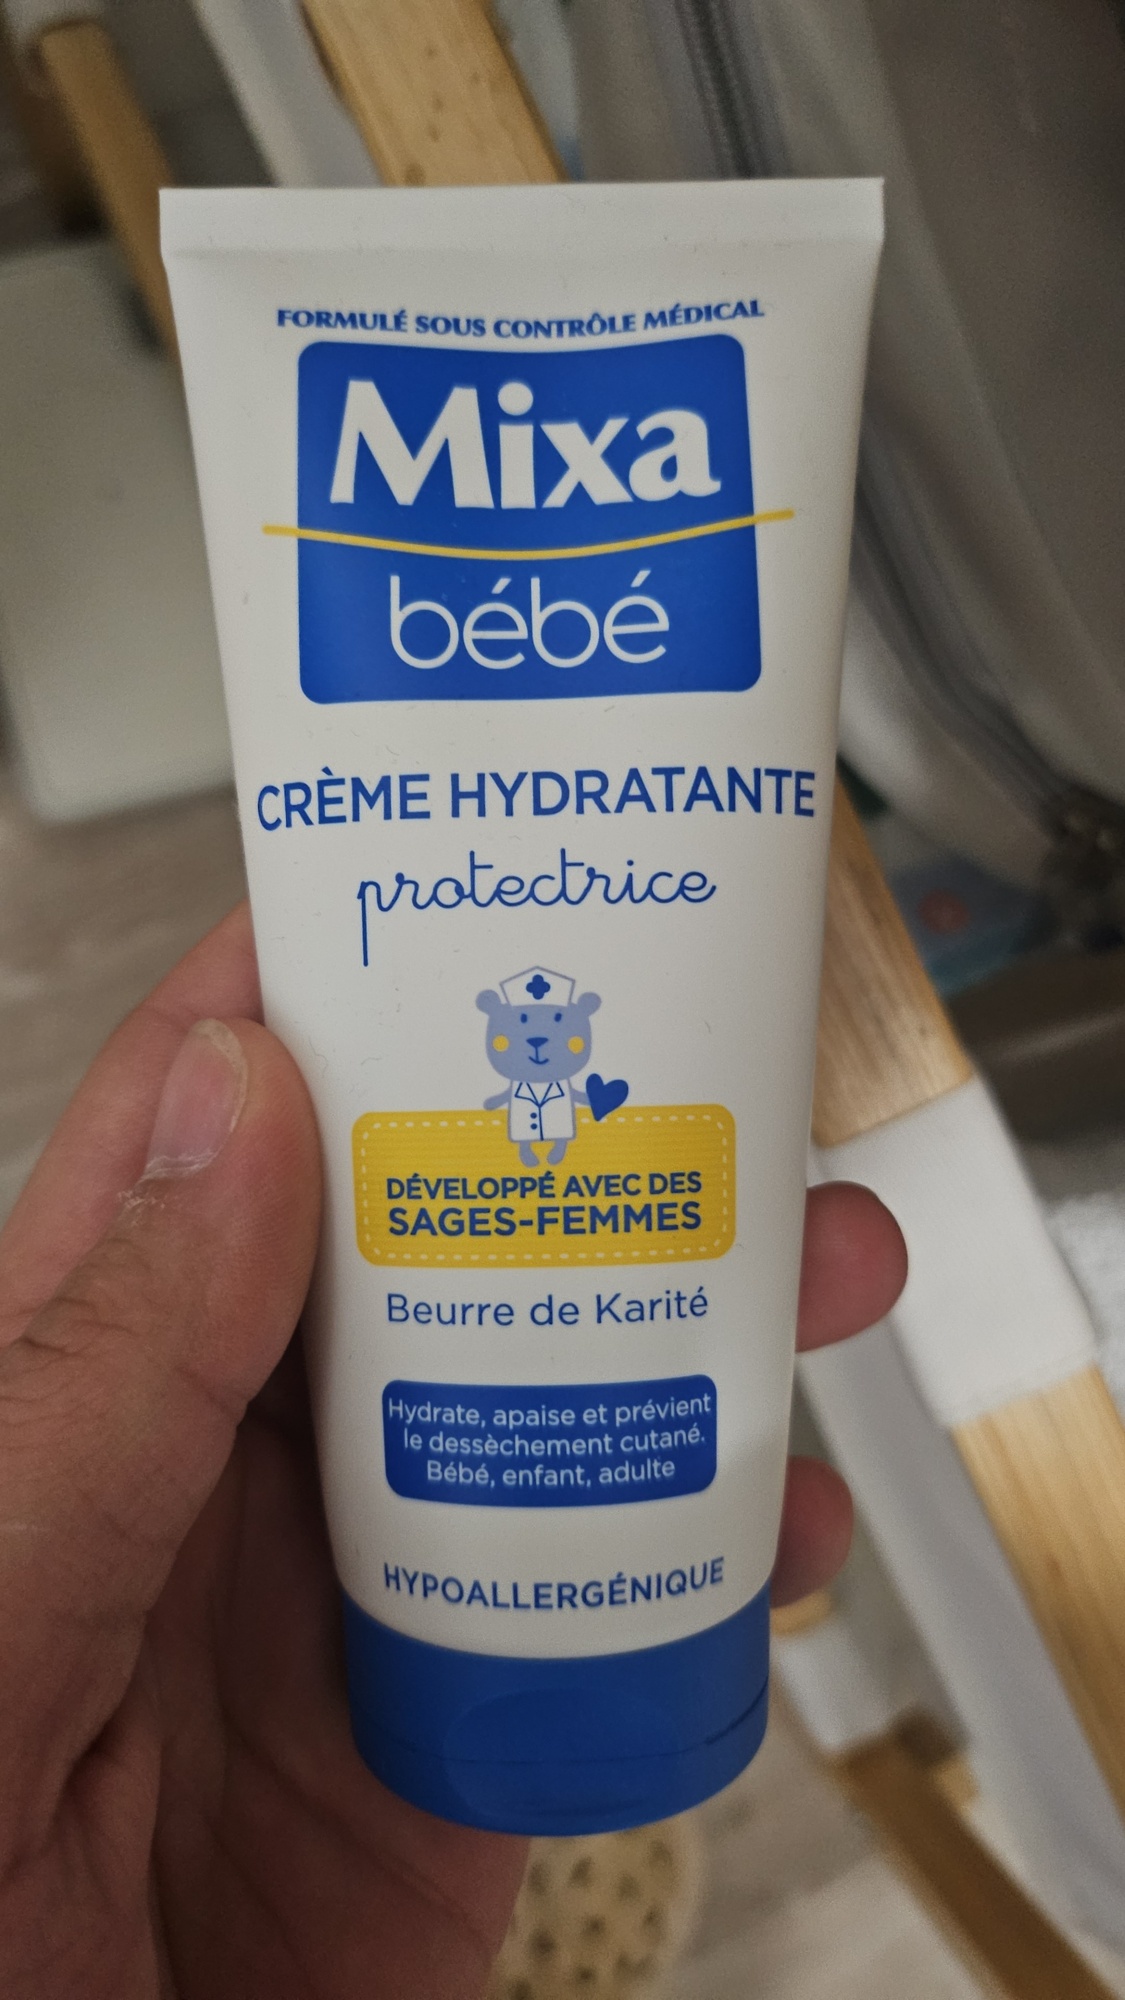 FORMULÉ SOUS CONTRÔLE MÉDICAL
Mixa
bébé
CRÈME HYDRATANTE
protectrice
DÉVELOPPÉ AVEC DES
SAGES-FEMMES
Beurre de Karité
Hydrate, apaise et prévient
le dessèchement cutané.
Bébé, enfant, adulte
HYPOALLERGÉNIQUE